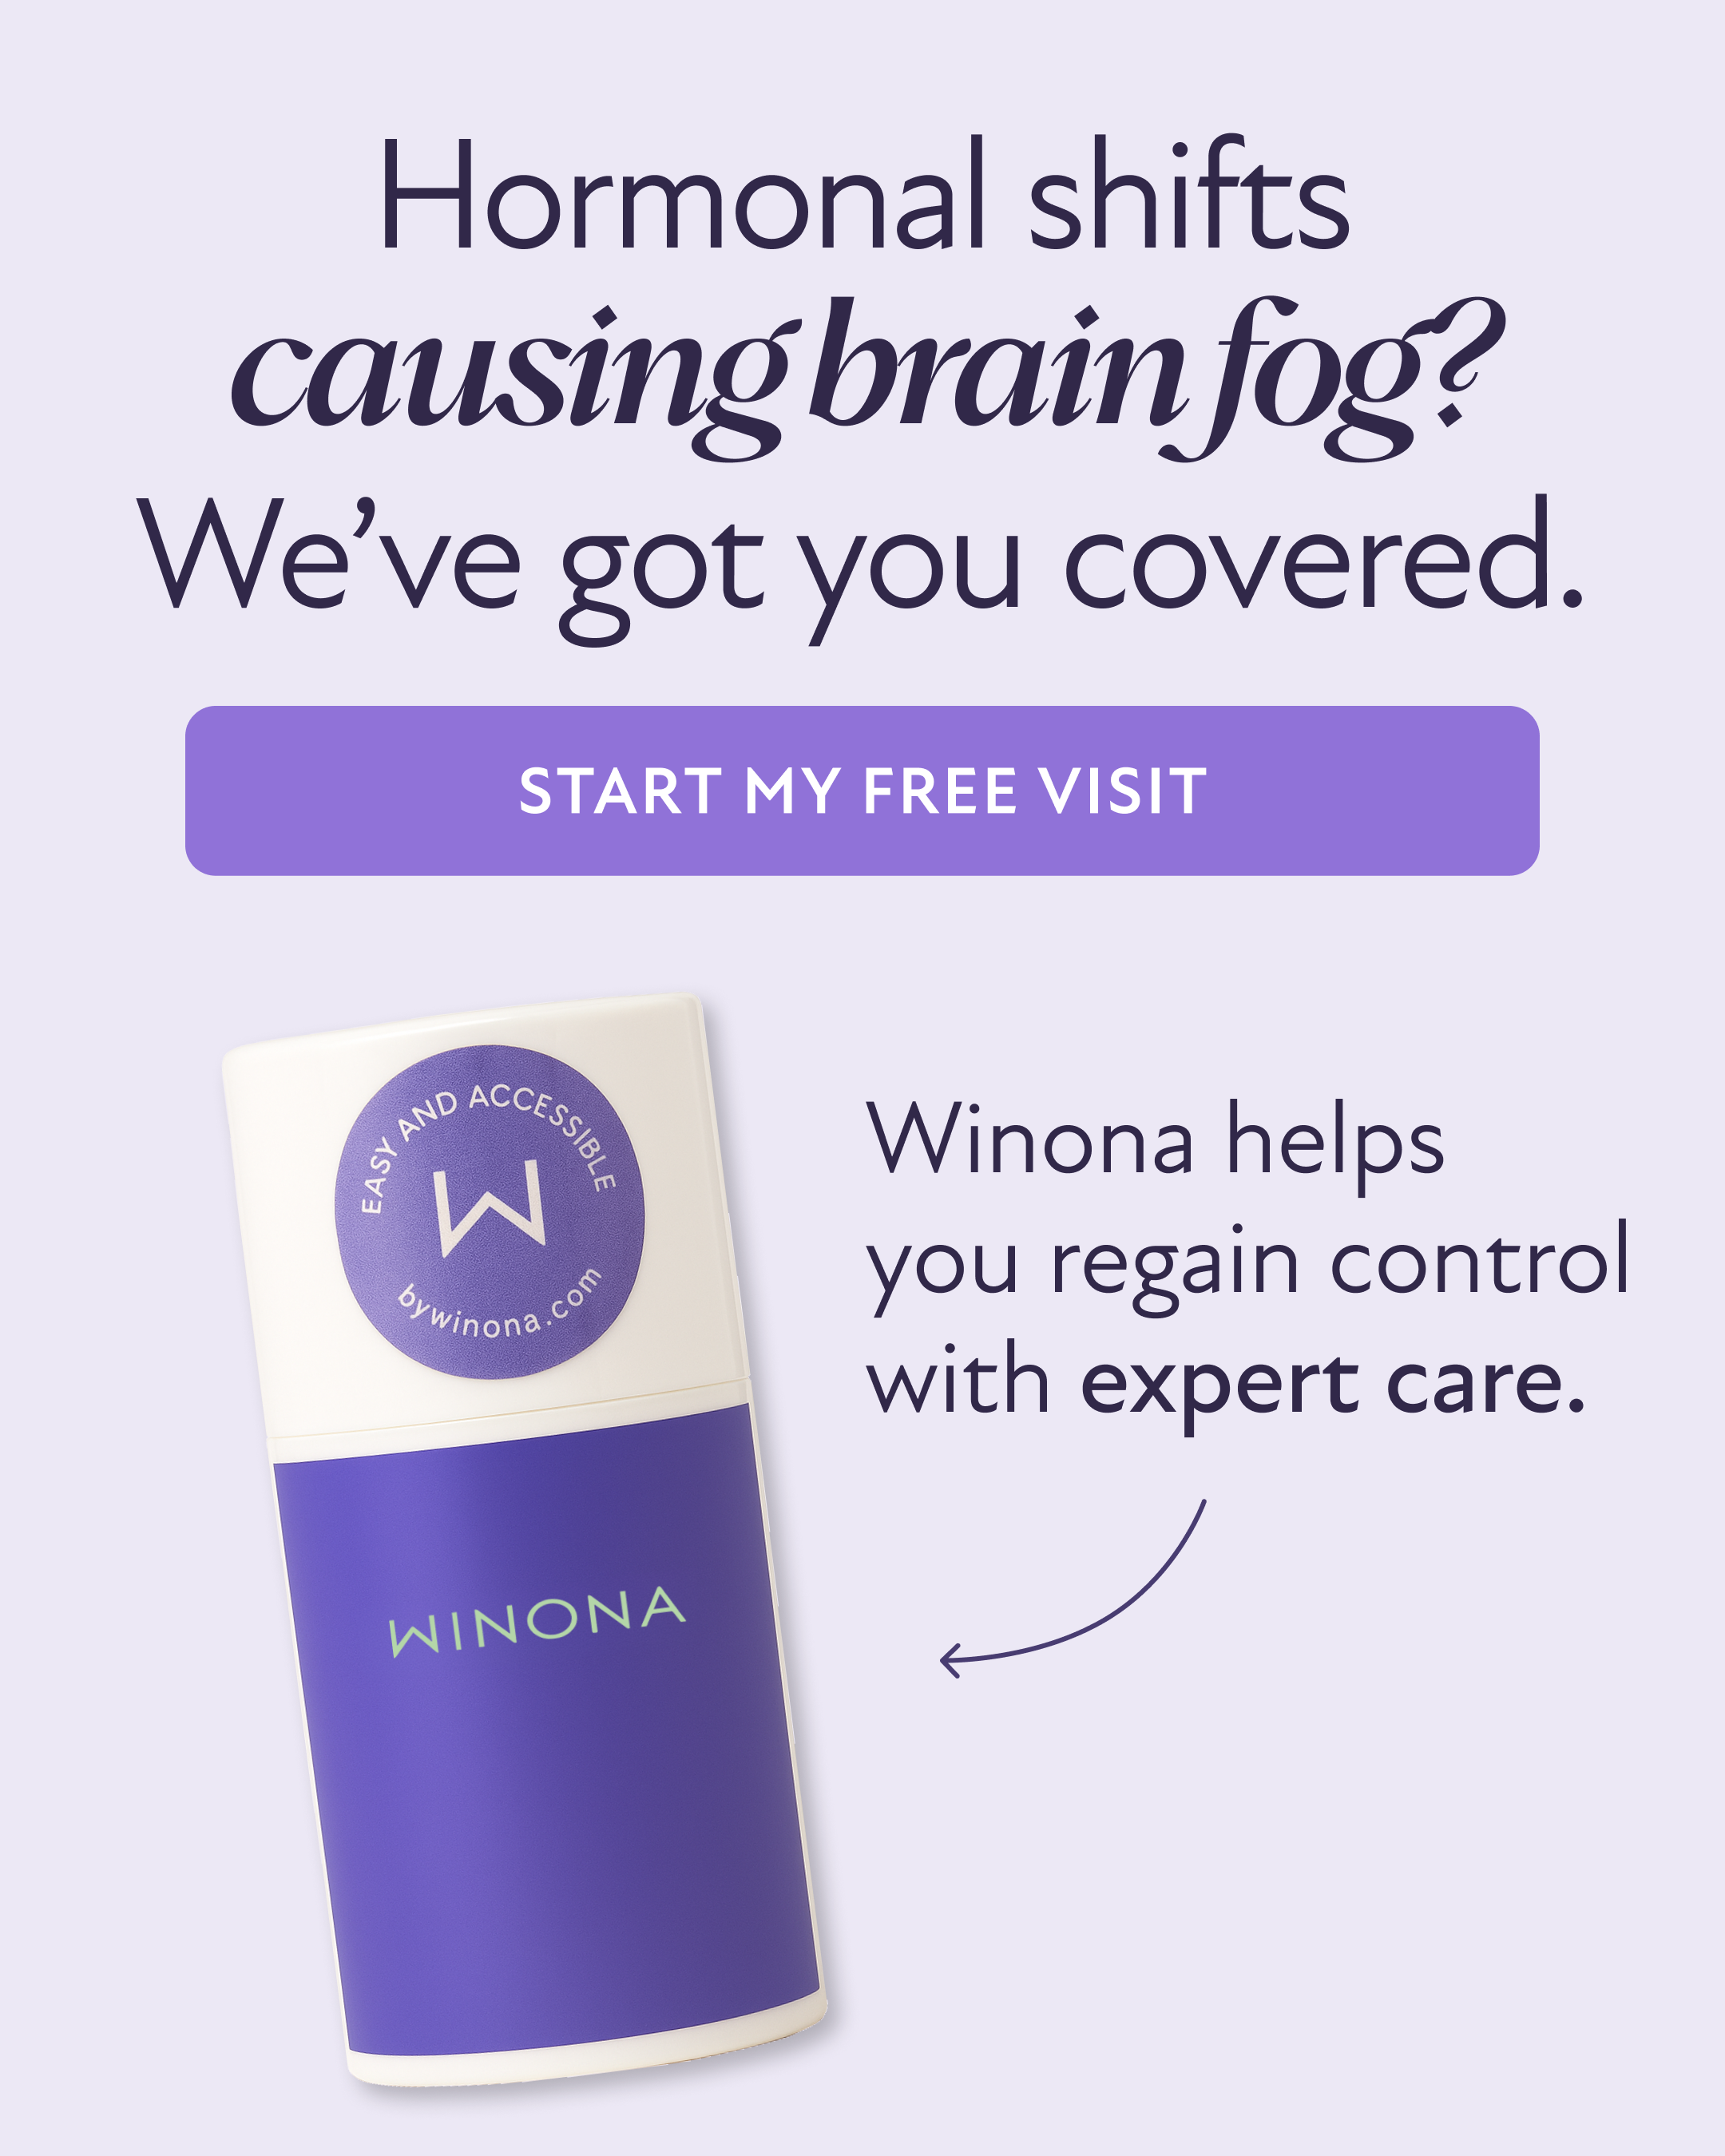 Hormonal shifts
causing brain fog?
We’ve got you covered.
START MY FREE VISIT
EASY AND ACCESSIBLE
W
bywinona.com
WINONA
Winona helps
you regain control
with expert care.